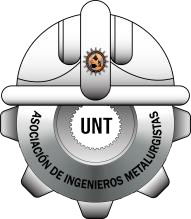 UNT
ASOCIACIÓN DE INGENIEROS METALURGISTAS